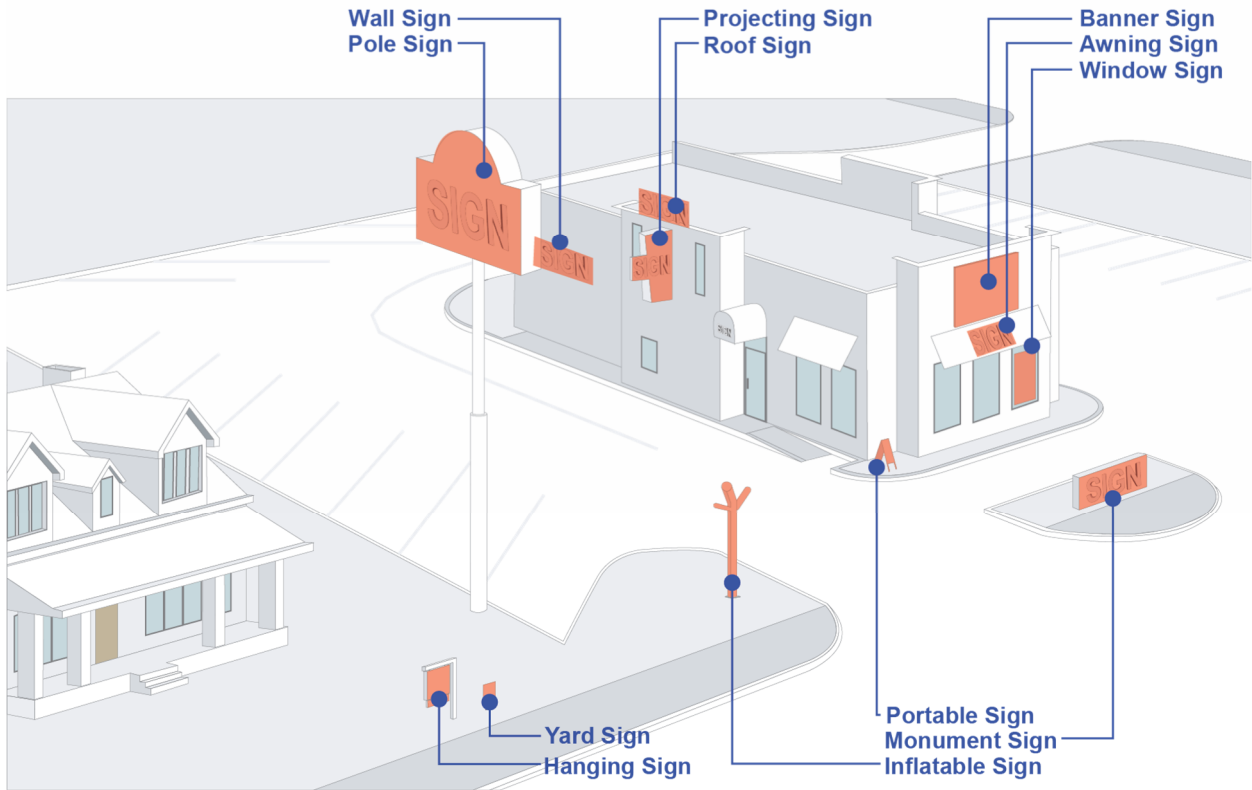 Wall Sign
Pole Sign
Projecting Sign
Roof Sign
Banner Sign
Awning Sign
Window Sign
SIGN
SIGN
SIGN
SIGN
SIGN
SIGN
SIGN
Portable Sign
Monument Sign
Inflatable Sign
Yard Sign
Hanging Sign